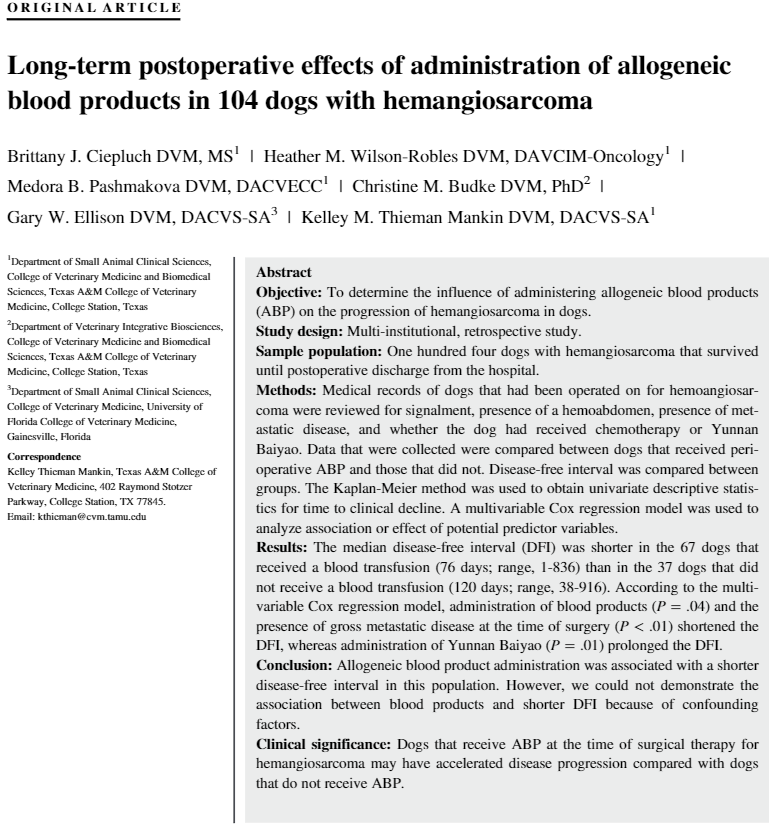 ORIGINAL ARTICLE
Long-term postoperative effects of administration of allogeneic
blood products in 104 dogs with hemangiosarcoma
Brittany J. Ciepluch DVM, MS1 | Heather M. Wilson-Robles DVM, DAVCIM-Oncology1 |
Medora B. Pashmakova DVM, DACVECC1 | Christine M. Budke DVM, PhD2 |
Gary W. Ellison DVM, DACVS-SA3 | Kelley M. Thieman Mankin DVM, DACVS-SA1
1Department of Small Animal Clinical Sciences,
College of Veterinary Medicine and Biomedical
Sciences, Texas A&M College of Veterinary
Medicine, College Station, Texas
2Department of Veterinary Integrative Biosciences,
College of Veterinary Medicine and Biomedical
Sciences, Texas A&M College of Veterinary
Medicine, College Station, Texas
3Department of Small Animal Clinical Sciences,
College of Veterinary Medicine, University of
Florida College of Veterinary Medicine,
Gainesville, Florida
Correspondence
Kelley Thieman Mankin, Texas A&M College of
Veterinary Medicine, 402 Raymond Stotzer
Parkway, College Station, TX 77845.
Email: kthieman@cvm.tamu.edu
Abstract
Objective: To determine the influence of administering allogeneic blood products
(ABP) on the progression of hemangiosarcoma in dogs.
Study design: Multi-institutional, retrospective study.
Sample population: One hundred four dogs with hemangiosarcoma that survived
until postoperative discharge from the hospital.
Methods: Medical records of dogs that had been operated on for hemoangiosar-
coma were reviewed for signalment, presence of a hemoabdomen, presence of met-
astatic disease, and whether the dog had received chemotherapy or Yunnan
Baiyao. Data that were collected were compared between dogs that received peri-
operative ABP and those that did not. Disease-free interval was compared between
groups. The Kaplan-Meier method was used to obtain univariate descriptive statis-
tics for time to clinical decline. A multivariable Cox regression model was used to
analyze association or effect of potential predictor variables.
Results: The median disease-free interval (DFI) was shorter in the 67 dogs that
received a blood transfusion (76 days; range, 1-836) than in the 37 dogs that did
not receive a blood transfusion (120 days; range, 38-916). According to the multi-
variable Cox regression model, administration of blood products (P = .04) and the
presence of gross metastatic disease at the time of surgery (P < .01) shortened the
DFI, whereas administration of Yunnan Baiyao (P = .01) prolonged the DFI.
Conclusion: Allogeneic blood product administration was associated with a shorter
disease-free interval in this population. However, we could not demonstrate the
association between blood products and shorter DFI because of confounding
factors.
Clinical significance: Dogs that receive ABP at the time of surgical therapy for
hemangiosarcoma may have accelerated disease progression compared with dogs
that do not receive ABP.